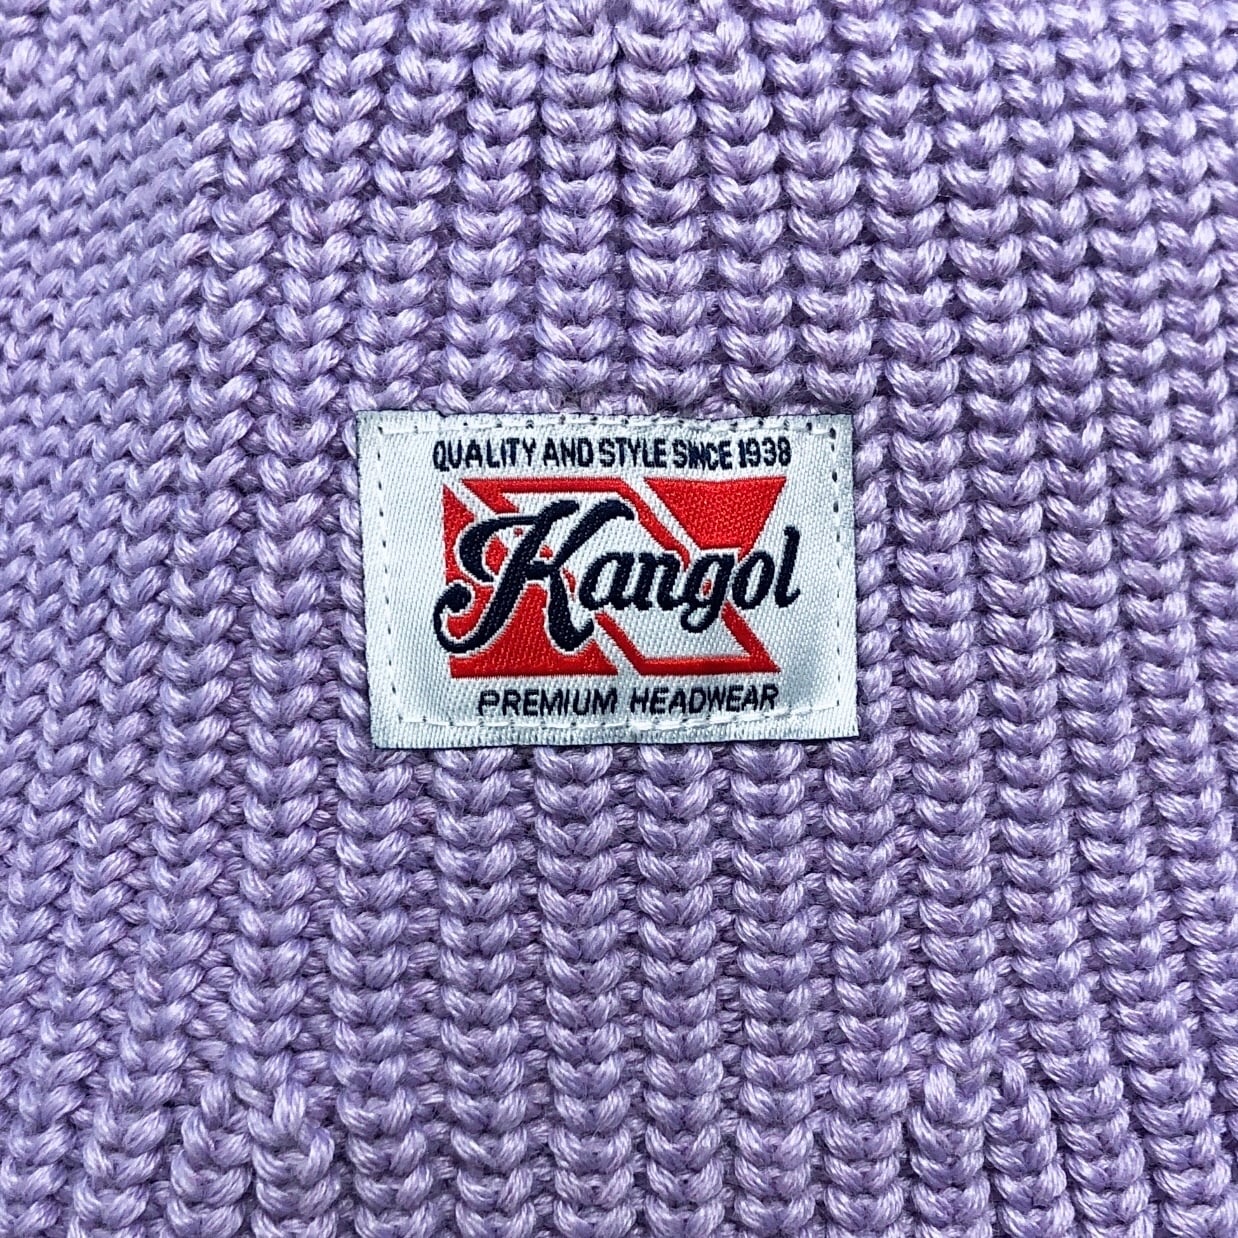 QUALITY AND STYLE SINCE 1938
Kangol
PREMIUM HEADWEAR